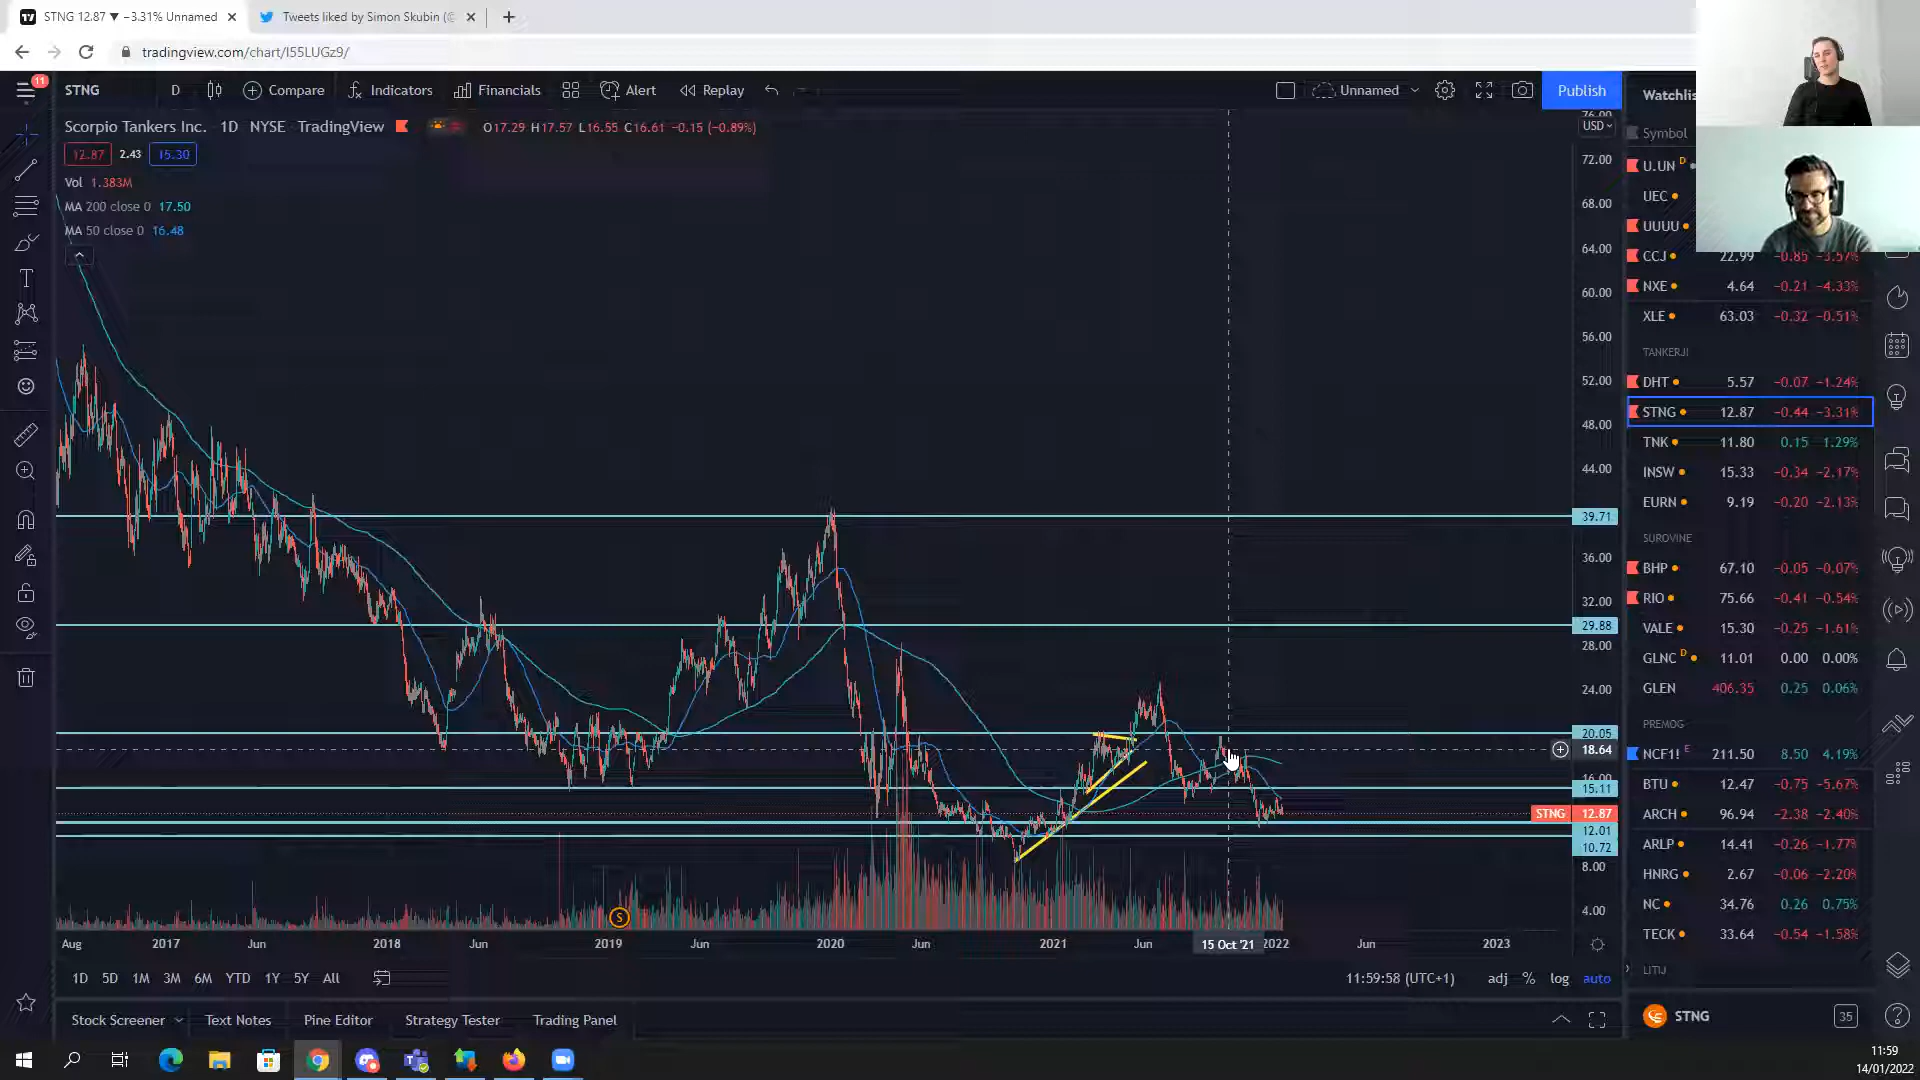 STNG 12.87 ▼ −3.31% Unnamed
Tweets liked by Simon Skubin (@
tradingview.com/chart/I55LUGz9/
11
STNG D Compare Indicators Financials Alert Replay Unnamed Publish
Watchlis
Scorpio Tankers Inc. 1D NYSE TradingView O17.29 H17.57 L16.55 C16.61 −0.15 (−0.89%)
12.87 2.43 15.30
Vol 1.383M
MA 200 close 0 17.50
MA 50 close 0 16.48
USD
76.00
72.00
68.00
64.00
60.00
56.00
52.00
48.00
44.00
39.71
36.00
32.00
29.88
28.00
24.00
20.05
18.64
16.00
15.11
STNG 12.87
12.01
10.72
8.00
4.00
S
Aug 2017 Jun 2018 Jun 2019 Jun 2020 Jun 2021 Jun 15 Oct '21 2022 Jun 2023
1D 5D 1M 3M 6M YTD 1Y 5Y All
11:59:58 (UTC+1) adj % log auto
Stock Screener Text Notes Pine Editor Strategy Tester Trading Panel
Symbol
U.UN D
UEC
UUUU
CCJ 22.99 −0.85 −3.57%
NXE 4.64 −0.21 −4.33%
XLE 63.03 −0.32 −0.51%
TANKERJI
DHT 5.57 −0.07 −1.24%
STNG 12.87 −0.44 −3.31%
TNK 11.80 0.15 1.29%
INSW 15.33 −0.34 −2.17%
EURN 9.19 −0.20 −2.13%
SUROVINE
BHP 67.10 −0.05 −0.07%
RIO 75.66 −0.41 −0.54%
VALE 15.30 −0.25 −1.61%
GLNC D 11.01 0.00 0.00%
GLEN 406.35 0.25 0.06%
PREMOG
NCF1! E 211.50 8.50 4.19%
BTU 12.47 −0.75 −5.67%
ARCH 96.94 −2.38 −2.40%
ARLP 14.41 −0.26 −1.77%
HNRG 2.67 −0.06 −2.20%
NC 34.76 0.26 0.75%
TECK 33.64 −0.54 −1.58%
LITIJ
STNG 35
11:59
14/01/2022